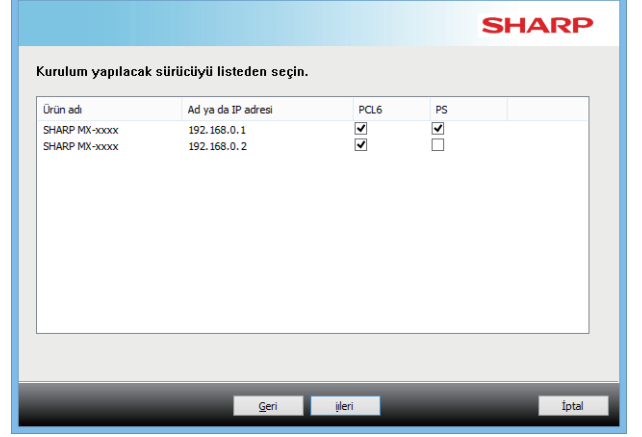 SHARP
Kurulum yapılacak sürücüyü listeden seçin.
Ürün adı Ad ya da IP adresi PCL6 PS
SHARP MX-xxxx 192.168.0.1
SHARP MX-xxxx 192.168.0.2
Geri iileri İptal